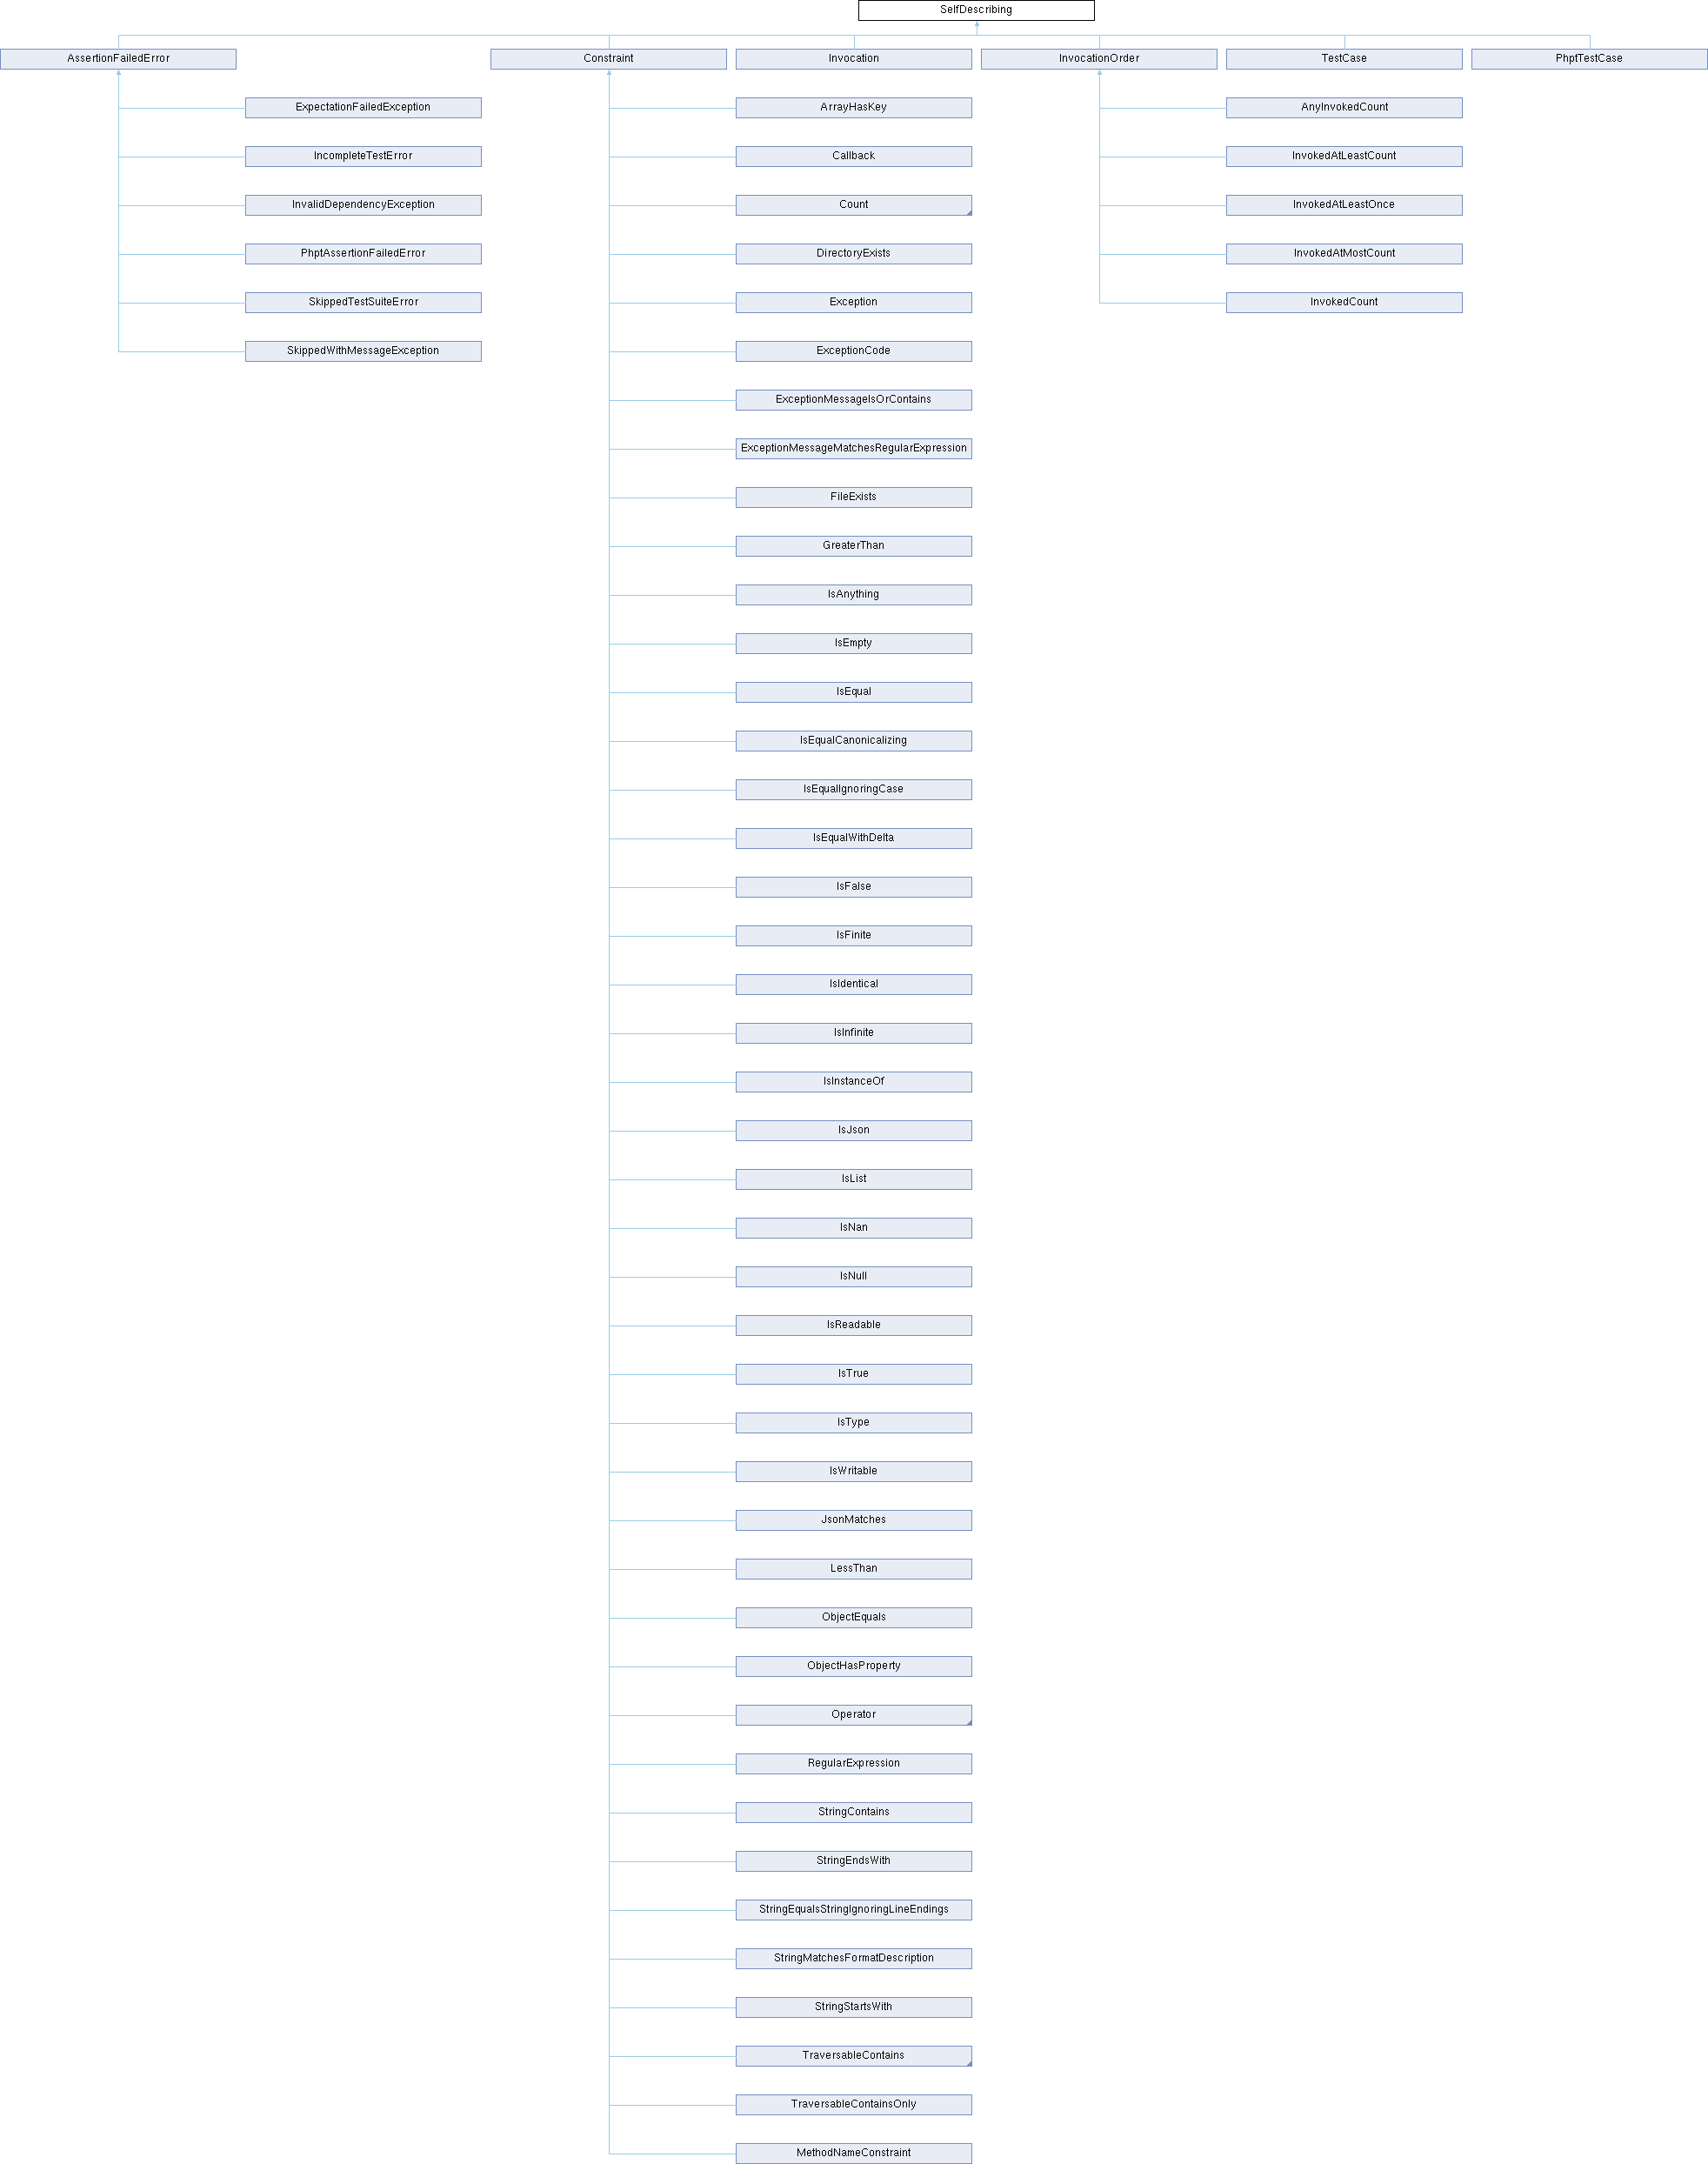 SelfDescribing
AssertionFailedError
Constraint
Invocation
InvocationOrder
TestCase
PhptTestCase
ExpectationFailedException
ArrayHasKey
AnyInvokedCount
IncompleteTestError
Callback
InvokedAtLeastCount
InvalidDependencyException
Count
InvokedAtLeastOnce
PhptAssertionFailedError
DirectoryExists
InvokedAtMostCount
SkippedTestSuiteError
Exception
InvokedCount
SkippedWithMessageException
ExceptionCode
ExceptionMessageIsOrContains
ExceptionMessageMatchesRegularExpression
FileExists
GreaterThan
IsAnything
IsEmpty
IsEqual
IsEqualCanonicalizing
IsEqualIgnoringCase
IsEqualWithDelta
IsFalse
IsFinite
IsIdentical
IsInfinite
IsInstanceOf
IsJson
IsList
IsNan
IsNull
IsReadable
IsTrue
IsType
IsWritable
JsonMatches
LessThan
ObjectEquals
ObjectHasProperty
Operator
RegularExpression
StringContains
StringEndsWith
StringEqualsStringIgnoringLineEndings
StringMatchesFormatDescription
StringStartsWith
TraversableContains
TraversableContainsOnly
MethodNameConstraint